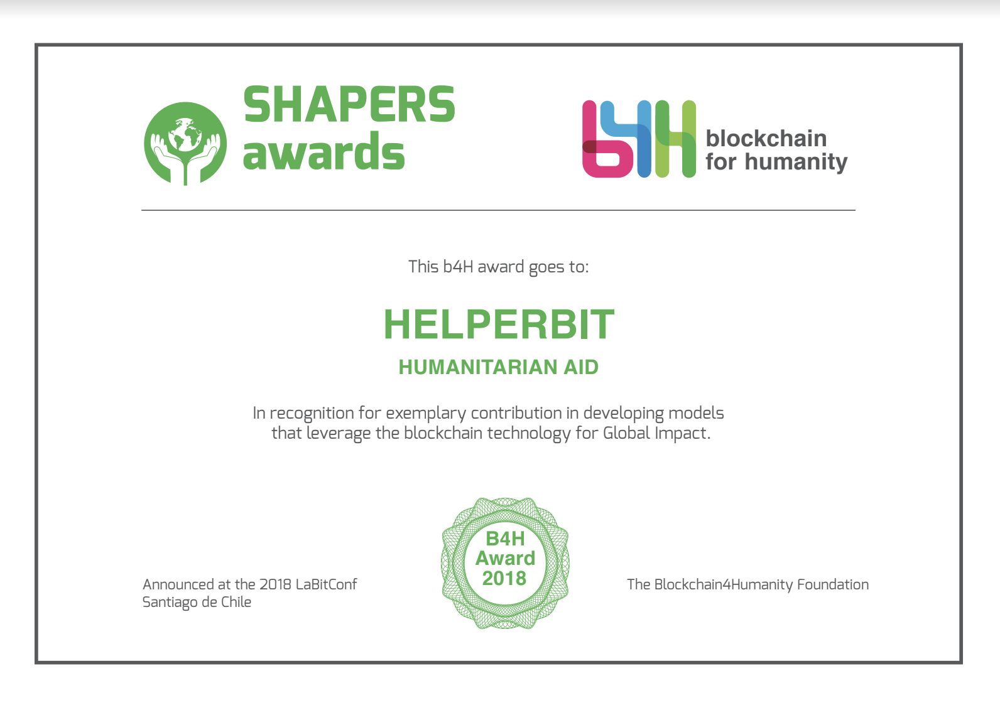 SHAPERS
awards
b4H
blockchain
for humanity
This b4H award goes to:
HELPERBIT
HUMANITARIAN AID
In recognition for exemplary contribution in developing models
that leverage the blockchain technology for Global Impact.
B4H
Award
2018
Announced at the 2018 LaBitConf
Santiago de Chile
The Blockchain4Humanity Foundation